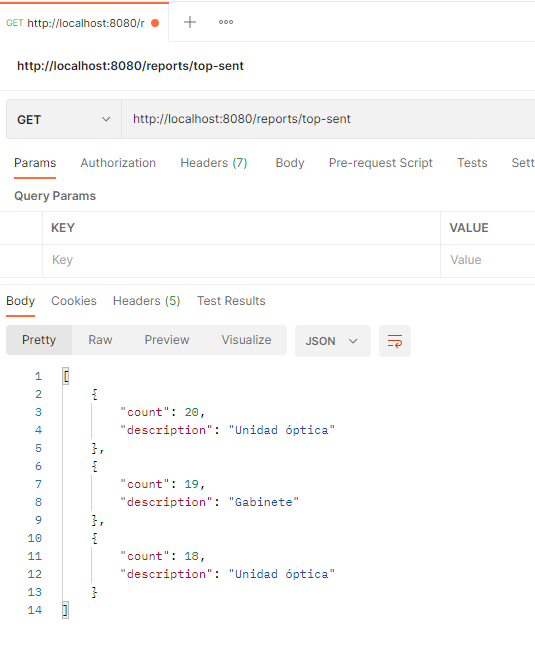 GET http://localhost:8080/r
http://localhost:8080/reports/top-sent
GET http://localhost:8080/reports/top-sent
Params Authorization Headers (7) Body Pre-request Script Tests Sett
Query Params
KEY VALUE
Key Value
Body Cookies Headers (5) Test Results
Pretty Raw Preview Visualize JSON
1 [
2 {
3 "count": 20,
4 "description": "Unidad óptica"
5 },
6 {
7 "count": 19,
8 "description": "Gabinete"
9 },
10 {
11 "count": 18,
12 "description": "Unidad óptica"
13 }
14 ]